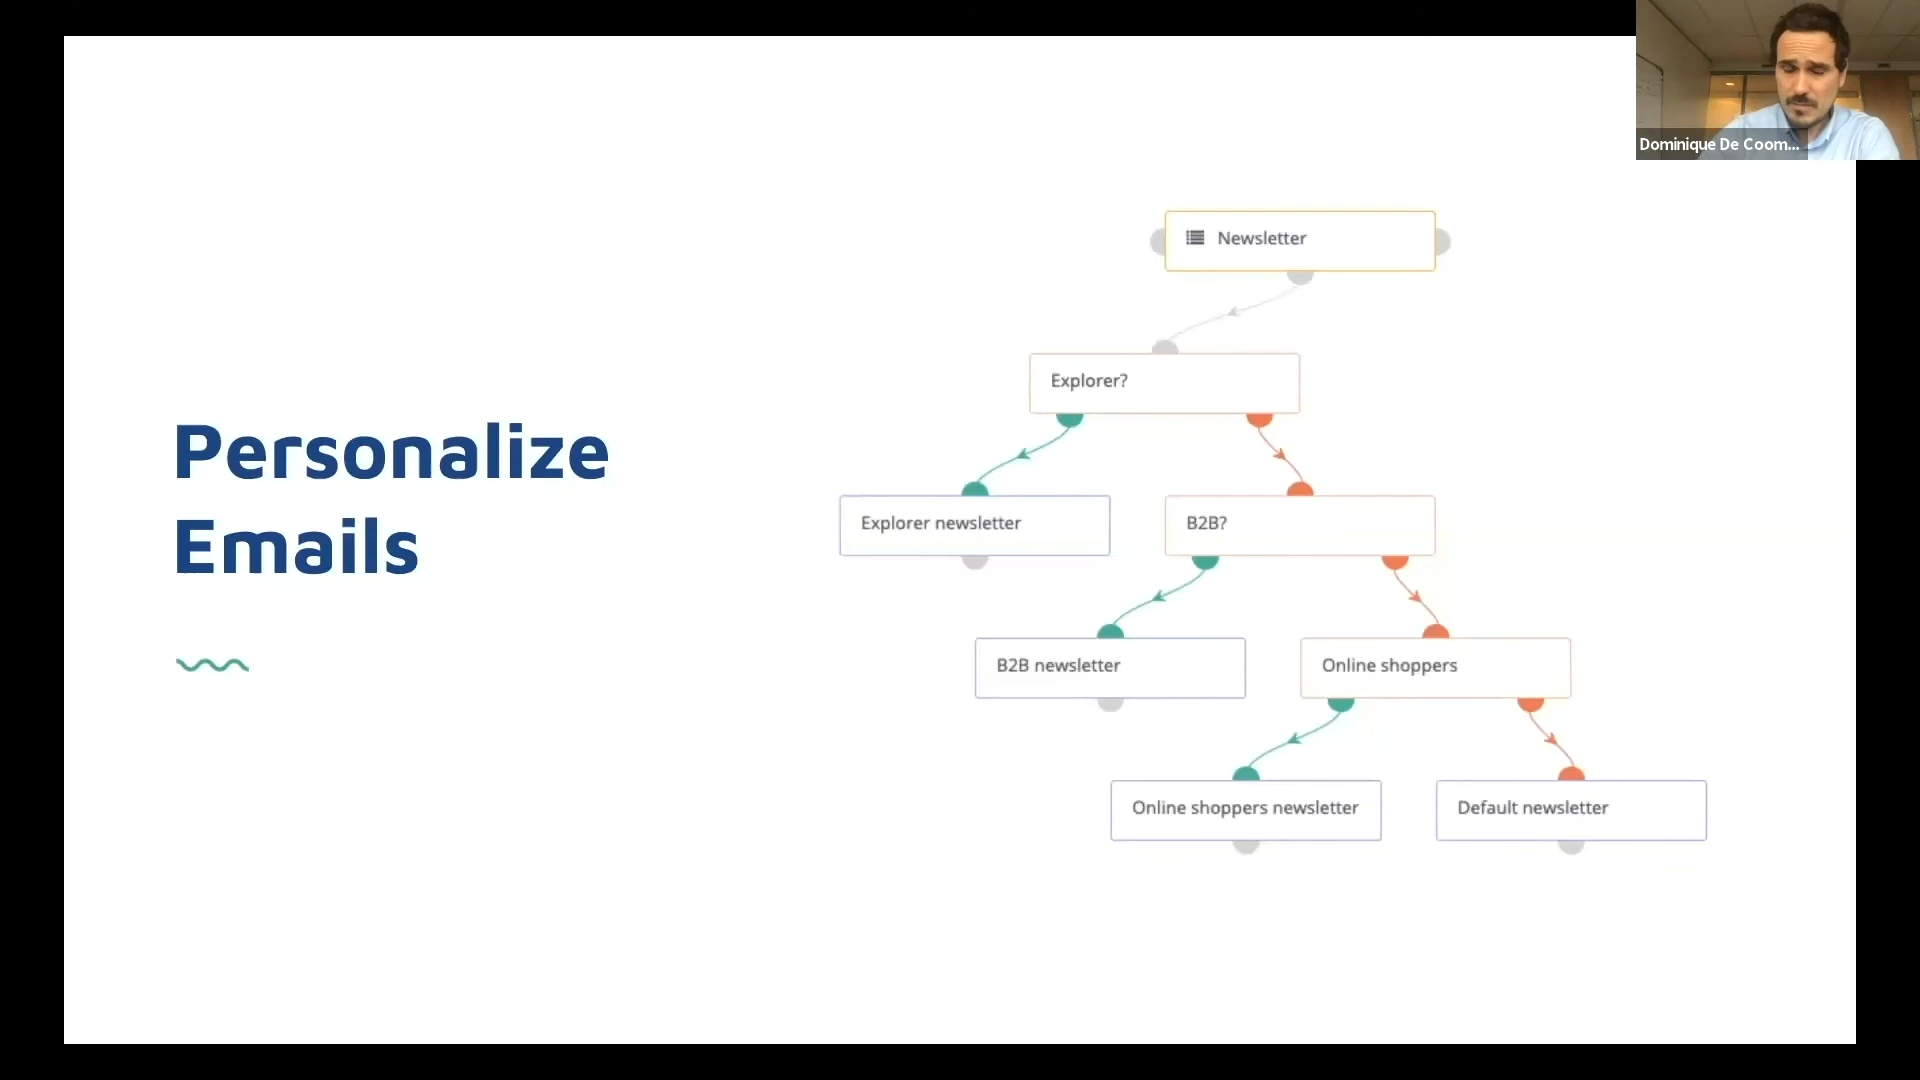 Dominique De Coom...
Personalize
Emails
Newsletter
Explorer?
Explorer newsletter
B2B?
B2B newsletter
Online shoppers
Online shoppers newsletter
Default newsletter